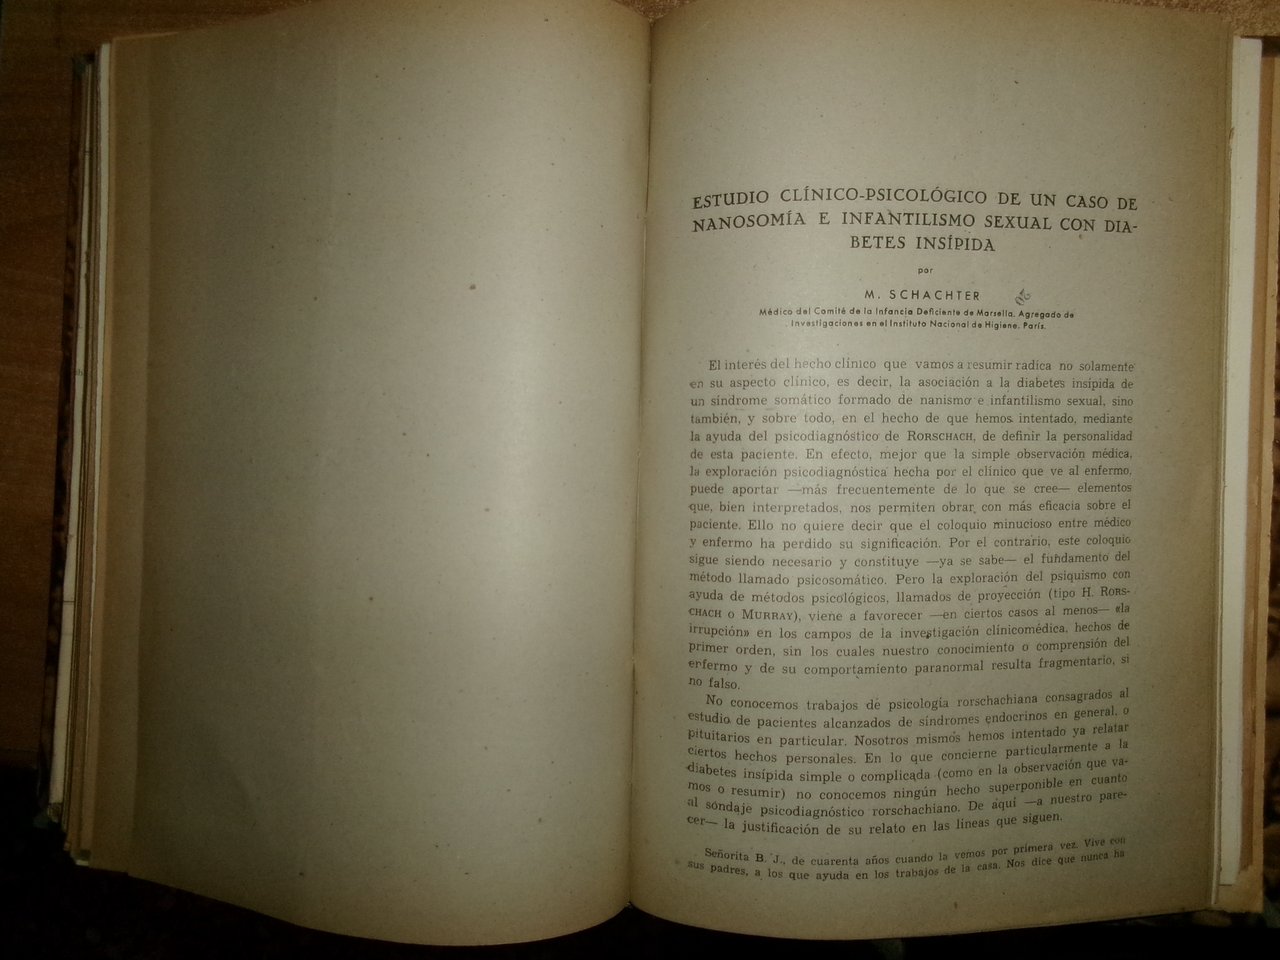 ESTUDIO CLÍNICO-PSICOLÓGICO DE UN CASO DE
NANOSOMÍA E INFANTILISMO SEXUAL CON DIA-
BETES INSÍPIDA
por
M. SCHACHTER
Médico del Comité de la Infancia Deficiente de Marsella. Agregado de
Investigaciones en el Instituto Nacional de Higiene. París.
El interés del hecho clínico que vamos a resumir radica no solamente
en su aspecto clínico, es decir, la asociación a la diabetes insípida de
un síndrome somático formado de nanismo e infantilismo sexual, sino
también, y sobre todo, en el hecho de que hemos intentado, mediante
la ayuda del psicodiagnóstico de RORSCHACH, de definir la personalidad
de esta paciente. En efecto, mejor que la simple observación médica,
la exploración psicodiagnóstica hecha por el clínico que ve al enfermo,
puede aportar —más frecuentemente de lo que se cree— elementos
que, bien interpretados, nos permiten obrar con más eficacia sobre el
paciente. Ello no quiere decir que el coloquio minucioso entre médico
y enfermo ha perdido su significación. Por el contrario, este coloquio
sigue siendo necesario y constituye —ya se sabe— el fundamento del
método llamado psicosomático. Pero la exploración del psiquismo con
ayuda de métodos psicológicos, llamados de proyección (tipo H. RORS-
CHACH o MURRAY), viene a favorecer —en ciertos casos al menos— «la
irrupción» en los campos de la investigación clínicomédica, hechos de
primer orden, sin los cuales nuestro conocimiento o comprensión del
enfermo y de su comportamiento paranormal resulta fragmentario, si
no falso.
No conocemos trabajos de psicología rorschachiana consagrados al
estudio de pacientes alcanzados de síndromes endocrinos en general, o
pituitarios en particular. Nosotros mismos hemos intentado ya relatar
ciertos hechos personales. En lo que concierne particularmente a la
diabetes insípida simple o complicada (como en la observación que va-
mos o resumir) no conocemos ningún hecho superponible en cuanto
al sondaje psicodiagnóstico rorschachiano. De aquí —a nuestro pare-
cer— la justificación de su relato en las líneas que siguen.
Señorita B. J., de cuarenta años cuando la vemos por primera vez. Vive con
sus padres, a los que ayuda en los trabajos de la casa. Nos dice que nunca ha